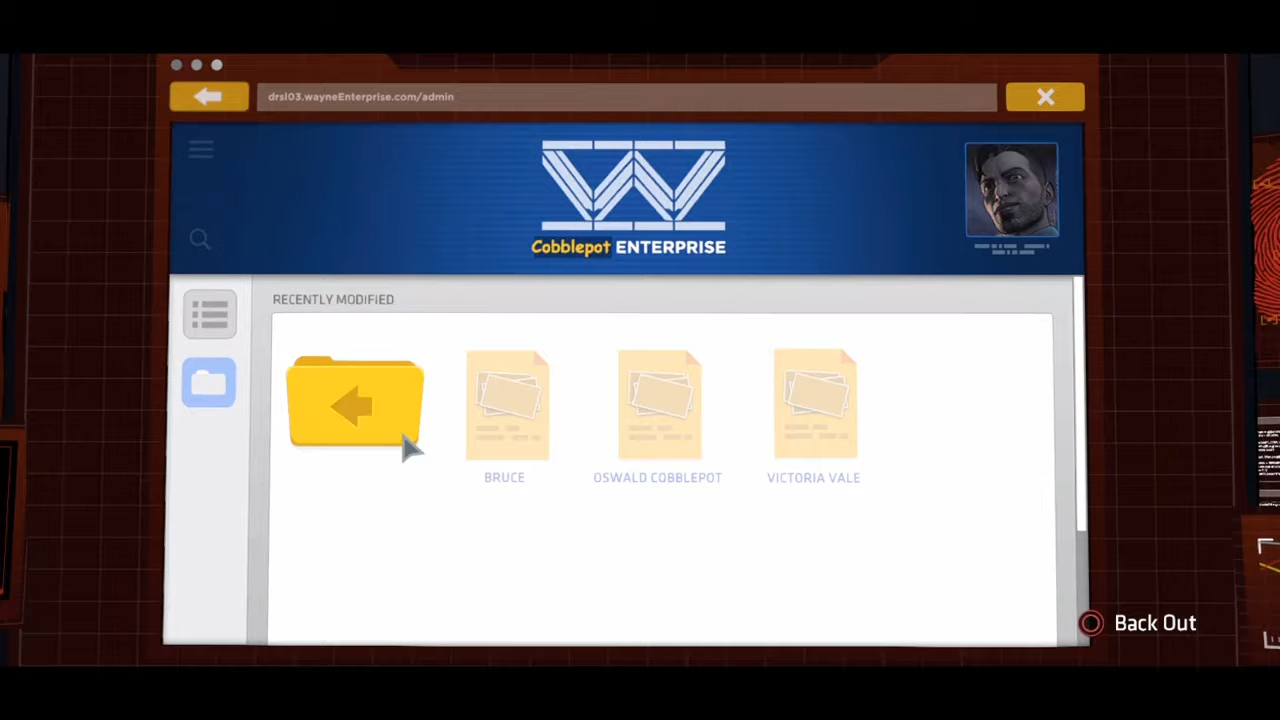 drsl03.wayneEnterprise.com/admin
Cobblepot ENTERPRISE
RECENTLY MODIFIED
BRUCE
OSWALD COBBLEPOT
VICTORIA VALE
Back Out